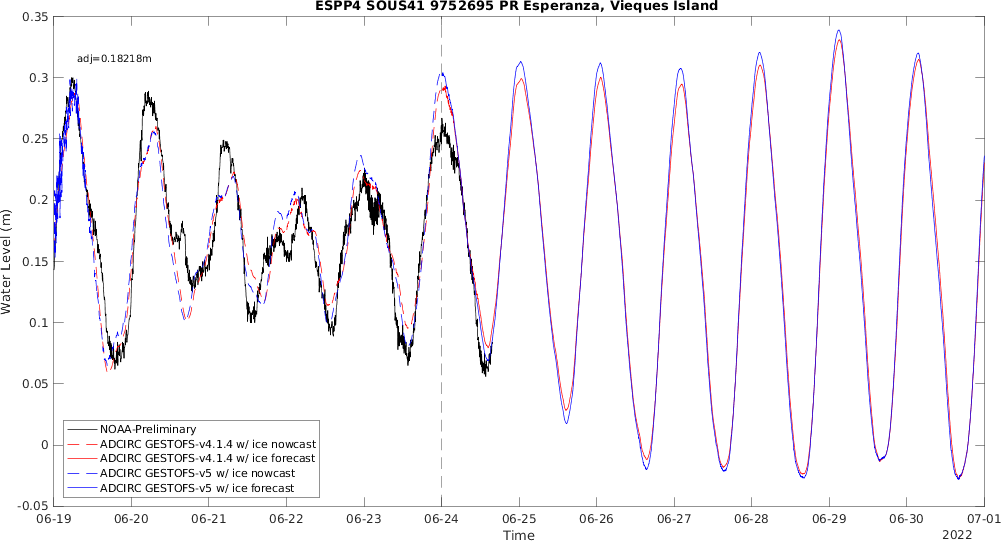 ESPP4 SOUS41 9752695 PR Esperanza, Vieques Island
adj=0.18218m
0.35
0.3
0.25
0.2
0.15
0.1
0.05
0
-0.05
Water Level (m)
NOAA-Preliminary
ADCIRC GESTOFS-v4.1.4 w/ ice nowcast
ADCIRC GESTOFS-v4.1.4 w/ ice forecast
ADCIRC GESTOFS-v5 w/ ice nowcast
ADCIRC GESTOFS-v5 w/ ice forecast
06-19 06-20 06-21 06-22 06-23 06-24 06-25 06-26 06-27 06-28 06-29 06-30 07-01
Time
2022